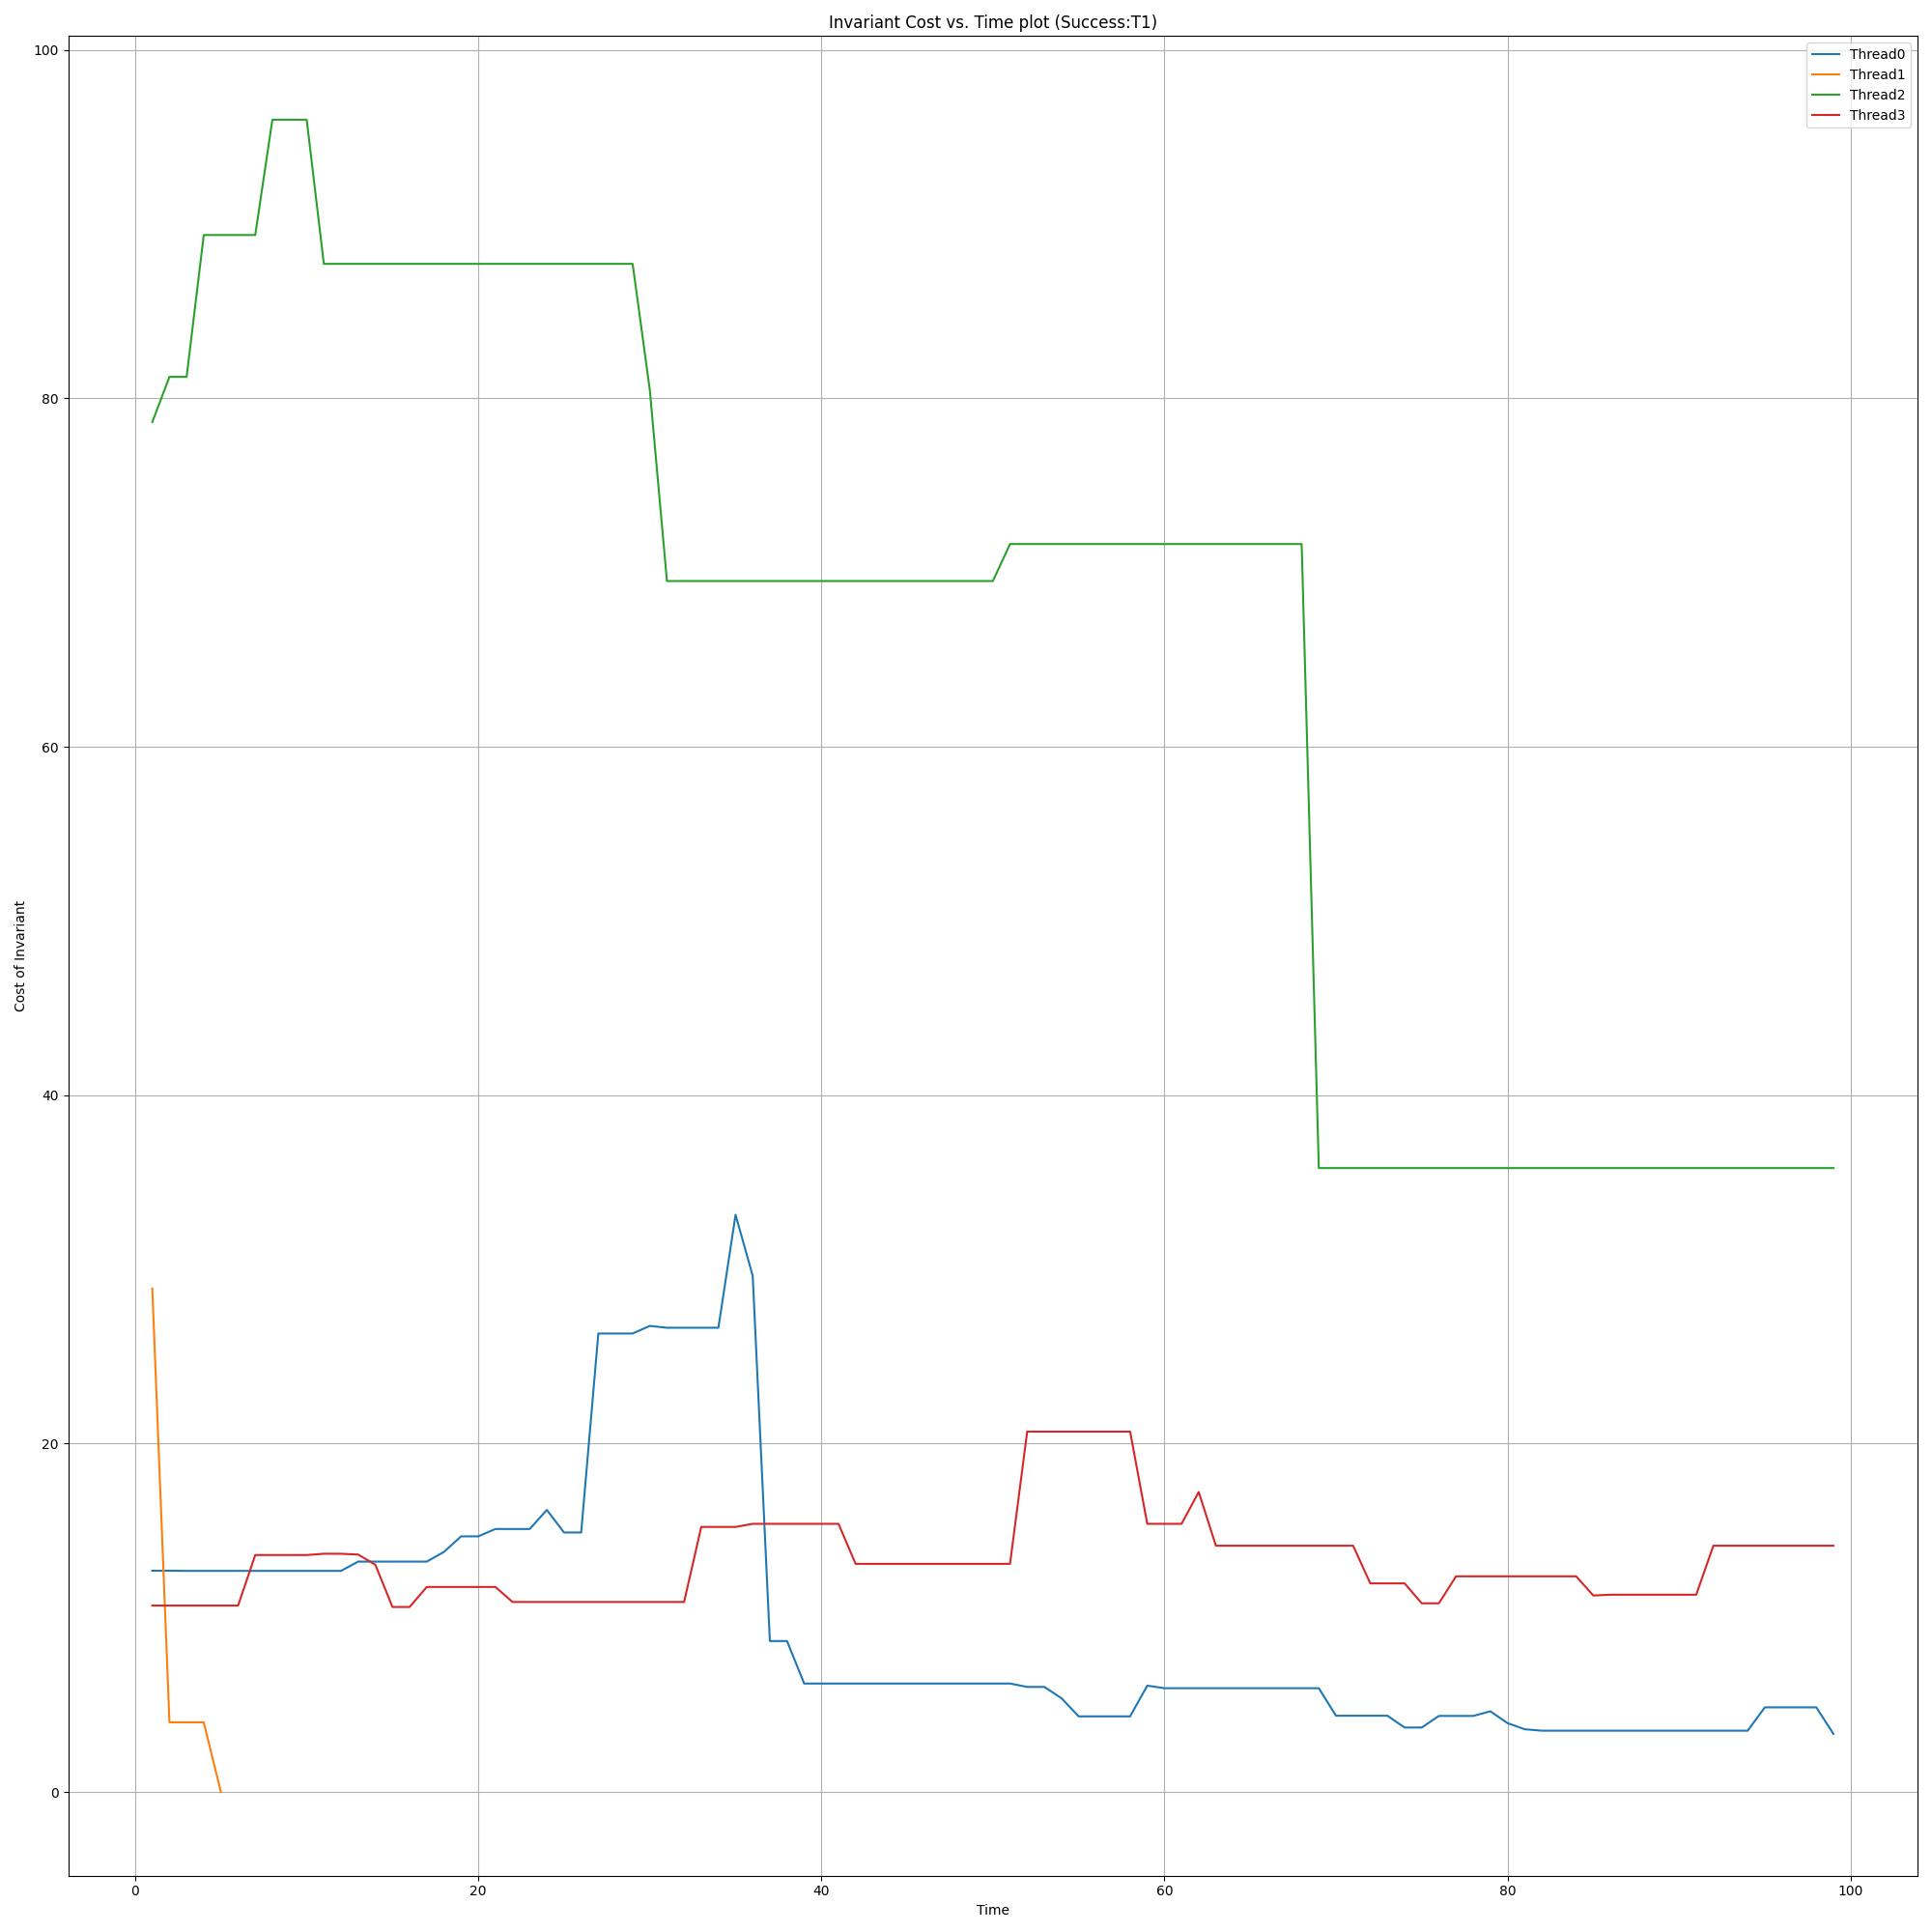 Invariant Cost vs. Time plot (Success:T1)
Thread0
Thread1
Thread2
Thread3
100
80
60
40
20
0
Cost of Invariant
0 20 40 60 80 100
Time